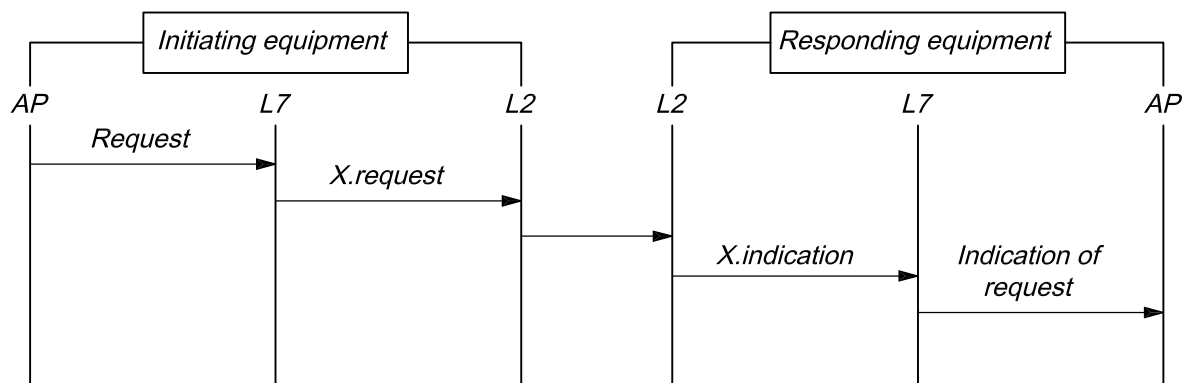 Initiating equipment
Responding equipment
AP
L7
L2
L2
L7
AP
Request
X.request
X.indication
Indication of
request